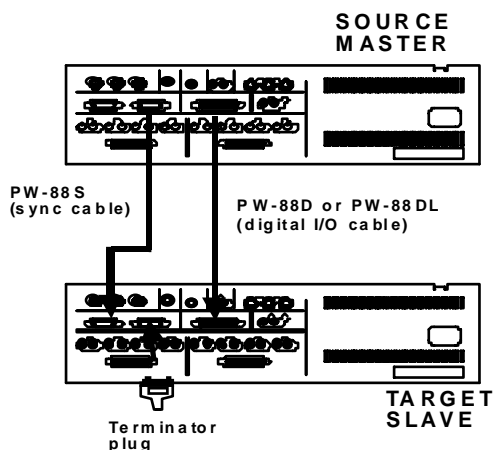 SOURCE
MASTER
PW-88S
(sync cable)
PW-88D or PW-88DL
(digital I/O cable)
TARGET
SLAVE
Terminator
plug